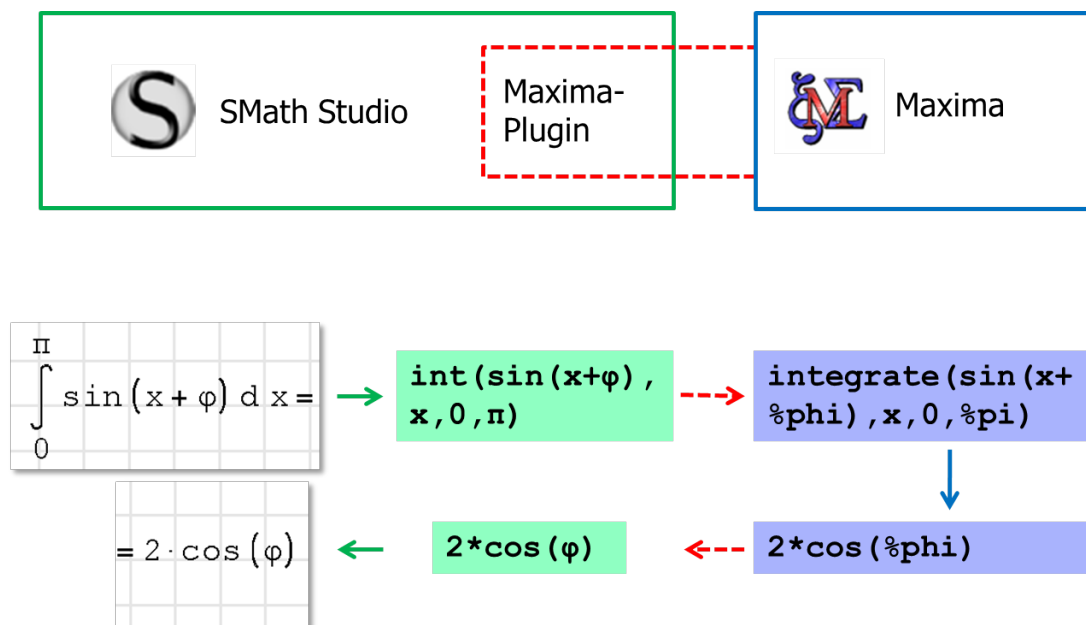 SMath Studio
Maxima-
Plugin
Maxima
π
∫ sin(x+φ) d x=
0
int(sin(x+φ),
x,0,π)
integrate(sin(x+
%phi),x,0,%pi)
= 2·cos(φ)
2*cos(φ)
2*cos(%phi)